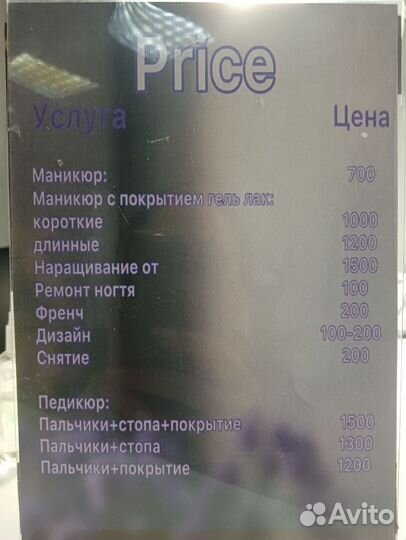 Price
Услуга Цена
Маникюр: 700
Маникюр с покрытием гель лак:
короткие 1000
длинные 1200
Наращивание от 1500
Ремонт ногтя 100
Френч 200
Дизайн 100-200
Снятие 200
Педикюр:
Пальчики+стопа+покрытие 1500
Пальчики+стопа 1300
Пальчики+покрытие 1200
Avito